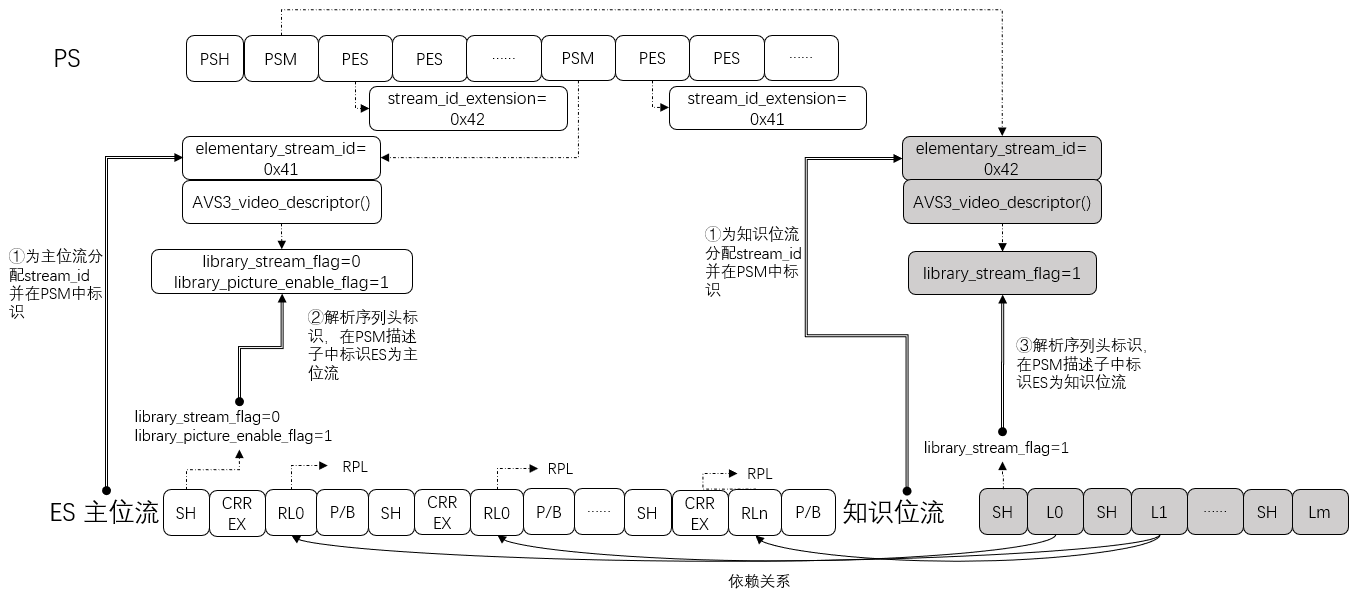 PS
PSH PSM PES PES ...... PSM PES PES ......
stream_id_extension=
0x42
stream_id_extension=
0x41
elementary_stream_id=
0x41
AVS3_video_descriptor()
elementary_stream_id=
0x42
AVS3_video_descriptor()
①为主位流分
配stream_id
并在PSM中标
识
library_stream_flag=0
library_picture_enable_flag=1
①为知识位流
分配stream_id
并在PSM中标
识
library_stream_flag=1
②解析序列头标
识，在PSM描述
子中标识ES为主
位流
③解析序列头标识，
在PSM描述子中标
识ES为知识位流
library_stream_flag=0
library_picture_enable_flag=1
library_stream_flag=1
RPL
RPL
RPL
ES 主位流
SH
CRR
EX
RL0
P/B
SH
CRR
EX
RL0
P/B
......
SH
CRR
EX
RLn
P/B
知识位流
SH L0 SH L1 ...... SH Lm
依赖关系